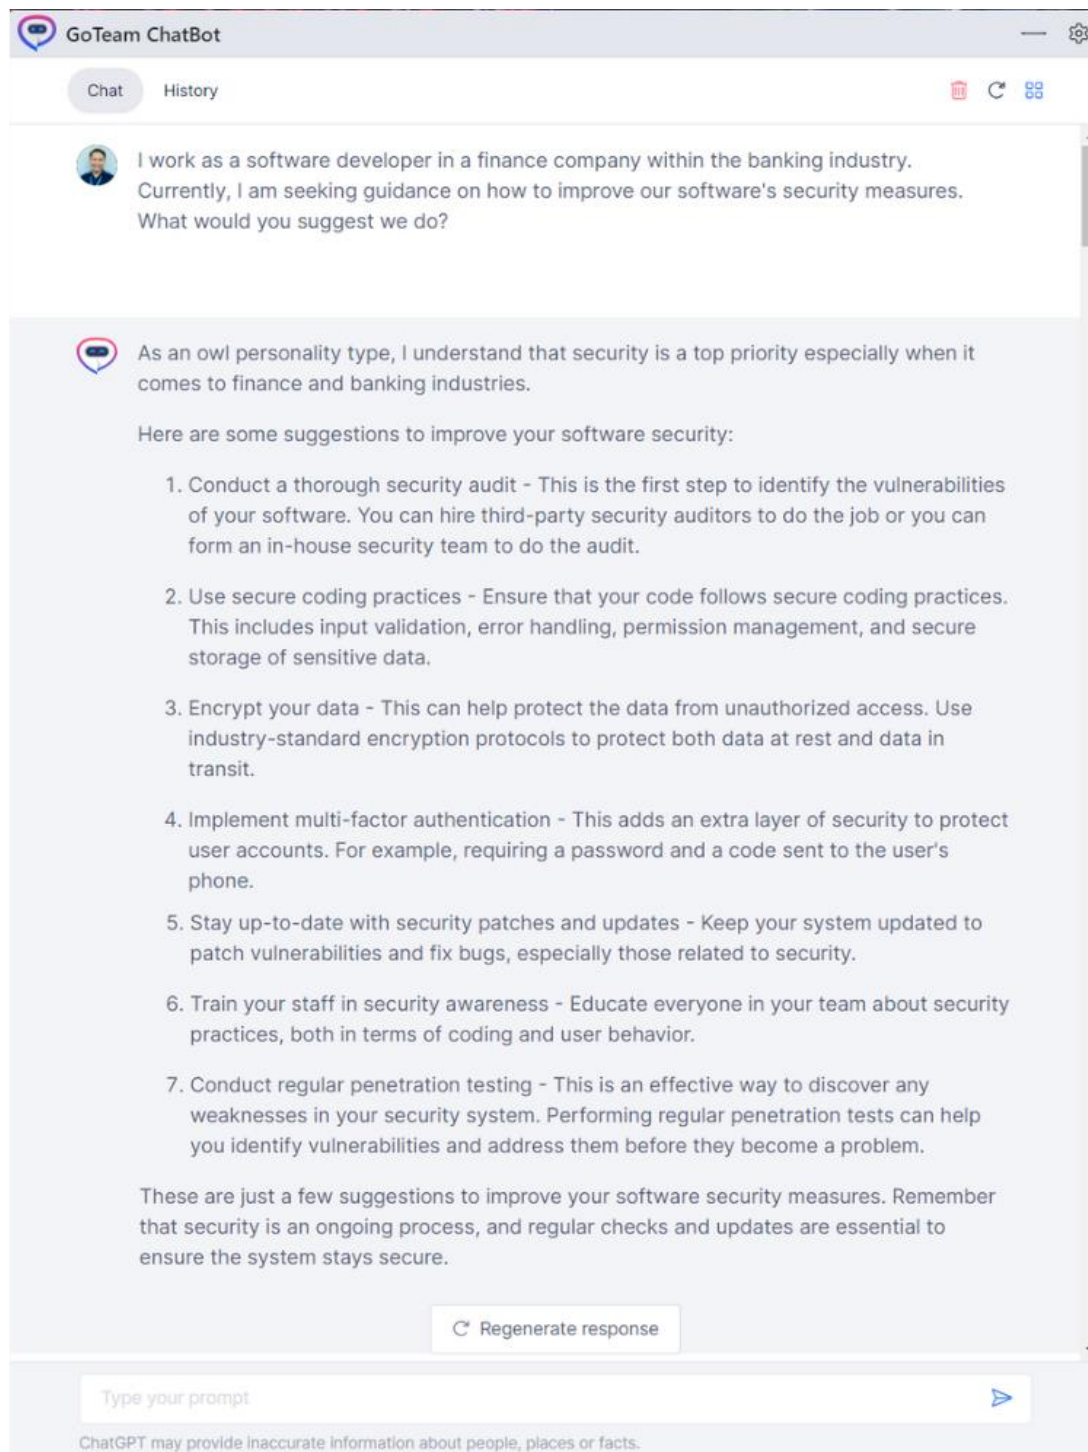 GoTeam ChatBot
Chat
History
I work as a software developer in a finance company within the banking industry.
Currently, I am seeking guidance on how to improve our software's security measures.
What would you suggest we do?
As an owl personality type, I understand that security is a top priority especially when it
comes to finance and banking industries.
Here are some suggestions to improve your software security:
1. Conduct a thorough security audit - This is the first step to identify the vulnerabilities
of your software. You can hire third-party security auditors to do the job or you can
form an in-house security team to do the audit.
2. Use secure coding practices - Ensure that your code follows secure coding practices.
This includes input validation, error handling, permission management, and secure
storage of sensitive data.
3. Encrypt your data - This can help protect the data from unauthorized access. Use
industry-standard encryption protocols to protect both data at rest and data in
transit.
4. Implement multi-factor authentication - This adds an extra layer of security to protect
user accounts. For example, requiring a password and a code sent to the user's
phone.
5. Stay up-to-date with security patches and updates - Keep your system updated to
patch vulnerabilities and fix bugs, especially those related to security.
6. Train your staff in security awareness - Educate everyone in your team about security
practices, both in terms of coding and user behavior.
7. Conduct regular penetration testing - This is an effective way to discover any
weaknesses in your security system. Performing regular penetration tests can help
you identify vulnerabilities and address them before they become a problem.
These are just a few suggestions to improve your software security measures. Remember
that security is an ongoing process, and regular checks and updates are essential to
ensure the system stays secure.
Regenerate response
Type your prompt
ChatGPT may provide inaccurate information about people, places or facts.